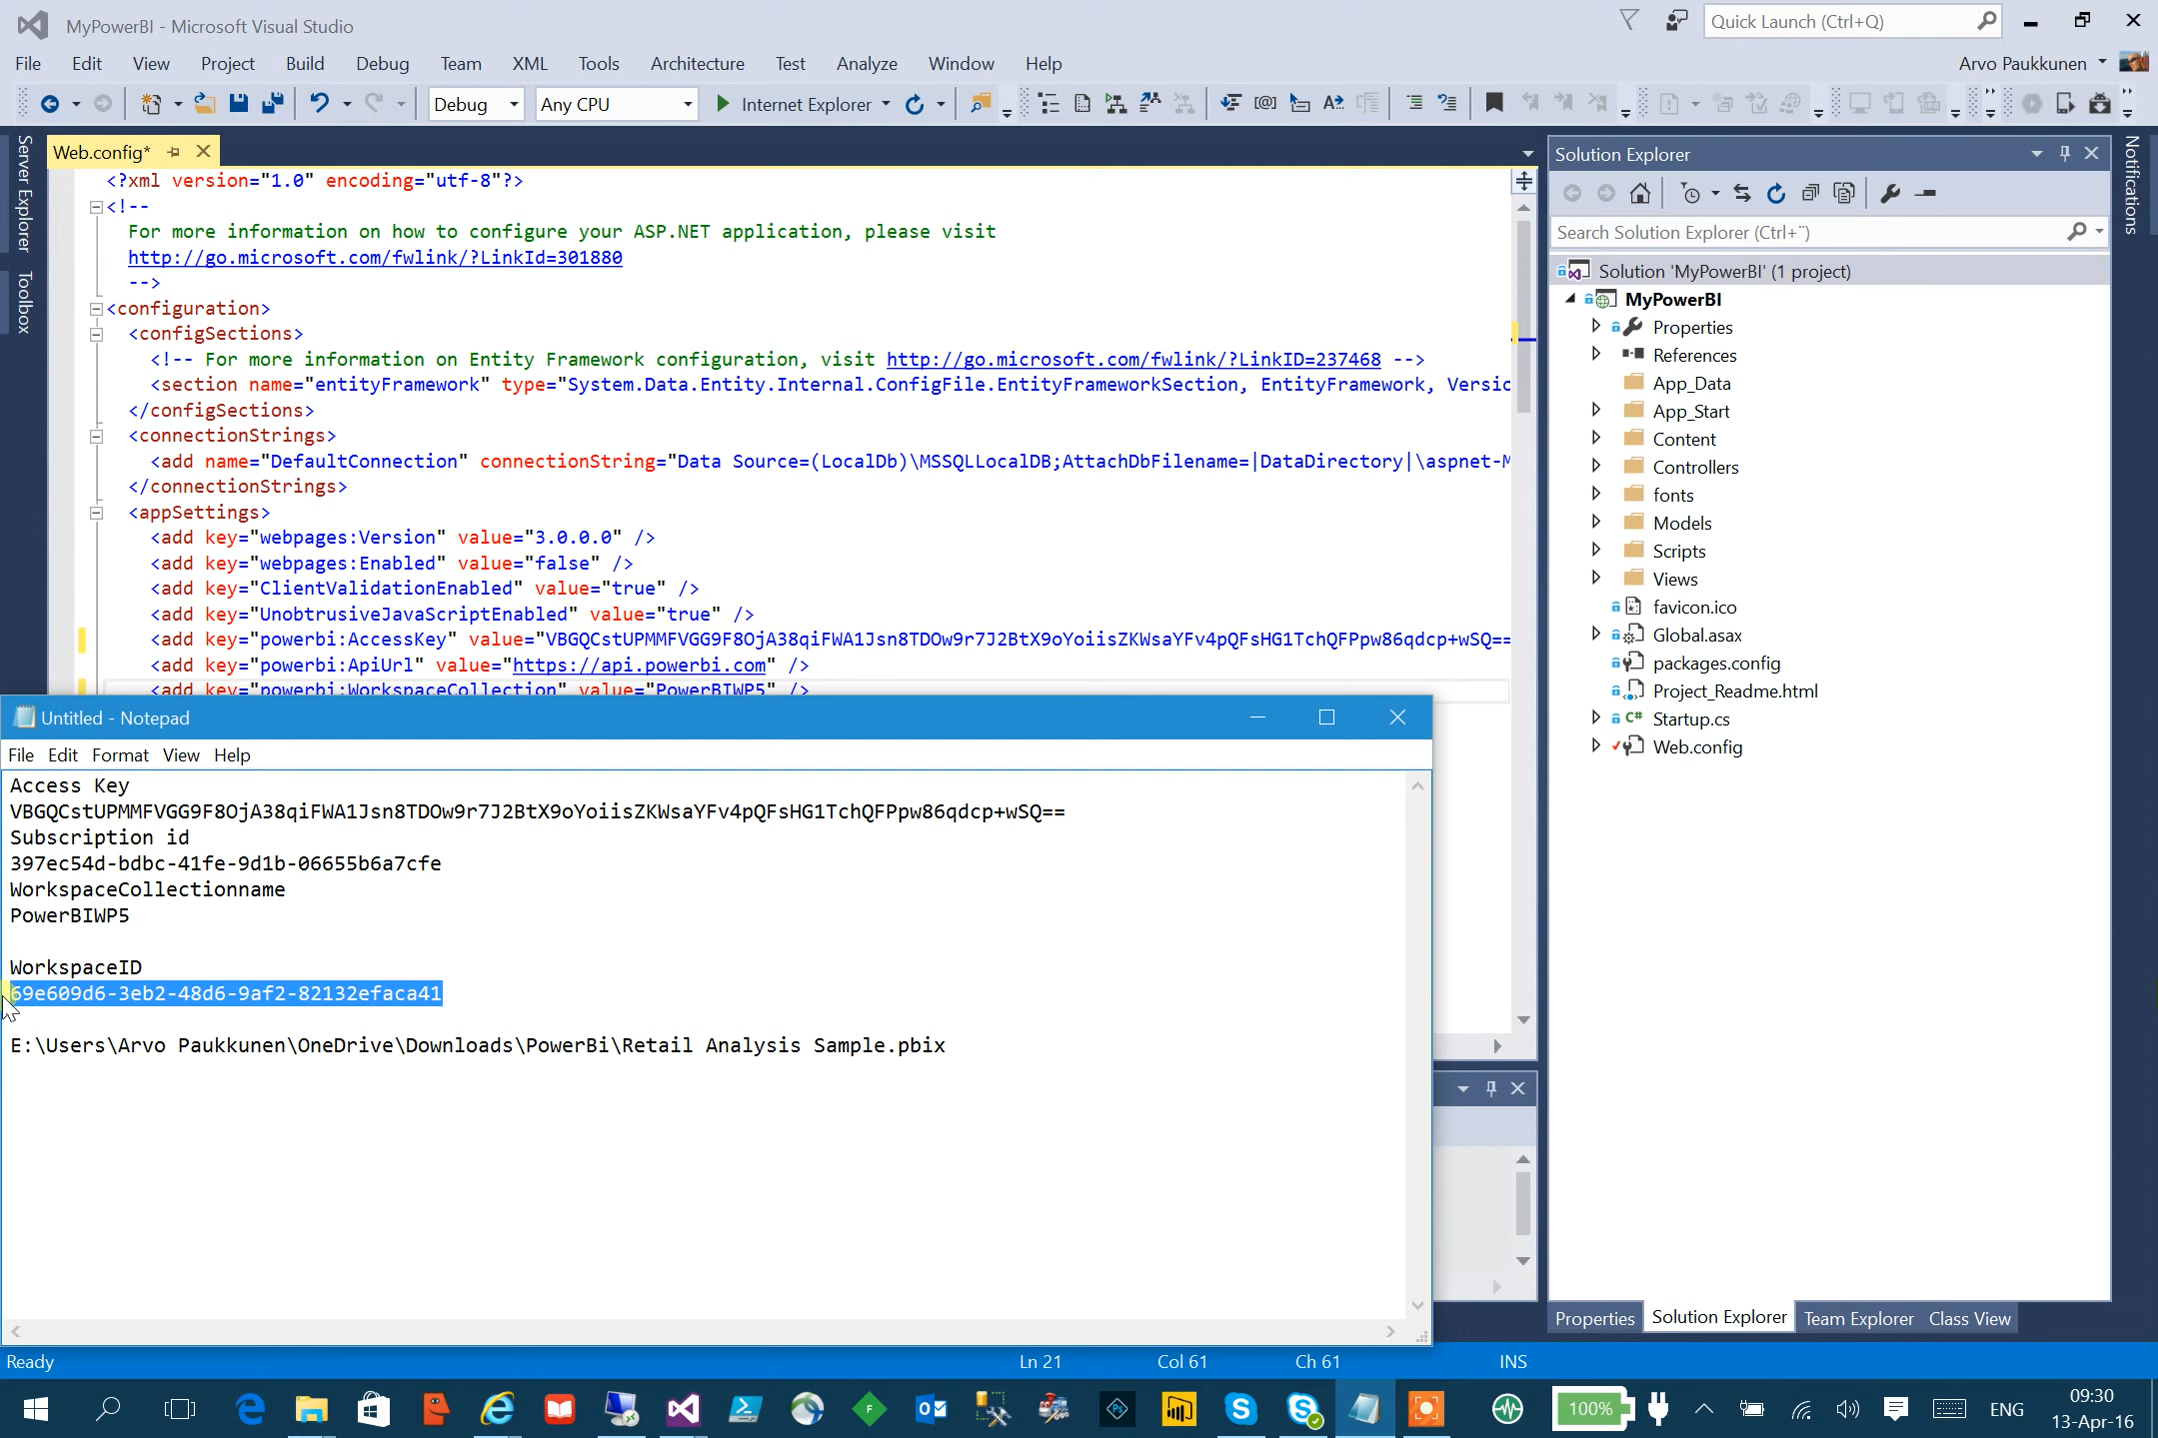 MyPowerBI - Microsoft Visual Studio
Quick Launch (Ctrl+Q)
File Edit View Project Build Debug Team XML Tools Architecture Test Analyze Window Help
Arvo Paukkunen
Debug Any CPU Internet Explorer
Server Explorer
Toolbox
Web.config*
<?xml version="1.0" encoding="utf-8"?>
<!--
For more information on how to configure your ASP.NET application, please visit
http://go.microsoft.com/fwlink/?LinkId=301880
-->
<configuration>
<configSections>
<!-- For more information on Entity Framework configuration, visit http://go.microsoft.com/fwlink/?LinkID=237468 -->
<section name="entityFramework" type="System.Data.Entity.Internal.ConfigFile.EntityFrameworkSection, EntityFramework, Versio
</configSections>
<connectionStrings>
<add name="DefaultConnection" connectionString="Data Source=(LocalDb)\MSSQLLocalDB;AttachDbFilename=|DataDirectory|\aspnet-M
</connectionStrings>
<appSettings>
<add key="webpages:Version" value="3.0.0.0" />
<add key="webpages:Enabled" value="false" />
<add key="ClientValidationEnabled" value="true" />
<add key="UnobtrusiveJavaScriptEnabled" value="true" />
<add key="powerbi:AccessKey" value="VBGQCstUPMMFVGG9F8OjA38qiFWA1Jsn8TDOw9r7J2BtX9oYoiisZKWsaYFv4pQFsHG1TchQFPpw86qdcp+wSQ==
<add key="powerbi:ApiUrl" value="https://api.powerbi.com" />
<add key="powerbi:WorkspaceCollection" value="PowerBIWP5" />
Solution Explorer
Search Solution Explorer (Ctrl+¨)
Solution 'MyPowerBI' (1 project)
MyPowerBI
Properties
References
App_Data
App_Start
Content
Controllers
fonts
Models
Scripts
Views
favicon.ico
Global.asax
packages.config
Project_Readme.html
Startup.cs
Web.config
Notifications
Untitled - Notepad
File Edit Format View Help
Access Key
VBGQCstUPMMFVGG9F8OjA38qiFWA1Jsn8TDOw9r7J2BtX9oYoiisZKWsaYFv4pQFsHG1TchQFPpw86qdcp+wSQ==
Subscription id
397ec54d-bdbc-41fe-9d1b-06655b6a7cfe
WorkspaceCollectionname
PowerBIWP5
WorkspaceID
69e609d6-3eb2-48d6-9af2-82132efaca41
E:\Users\Arvo Paukkunen\OneDrive\Downloads\PowerBi\Retail Analysis Sample.pbix
Properties Solution Explorer Team Explorer Class View
Ready Ln 21 Col 61 Ch 61 INS
100% ENG 09:30
13-Apr-16